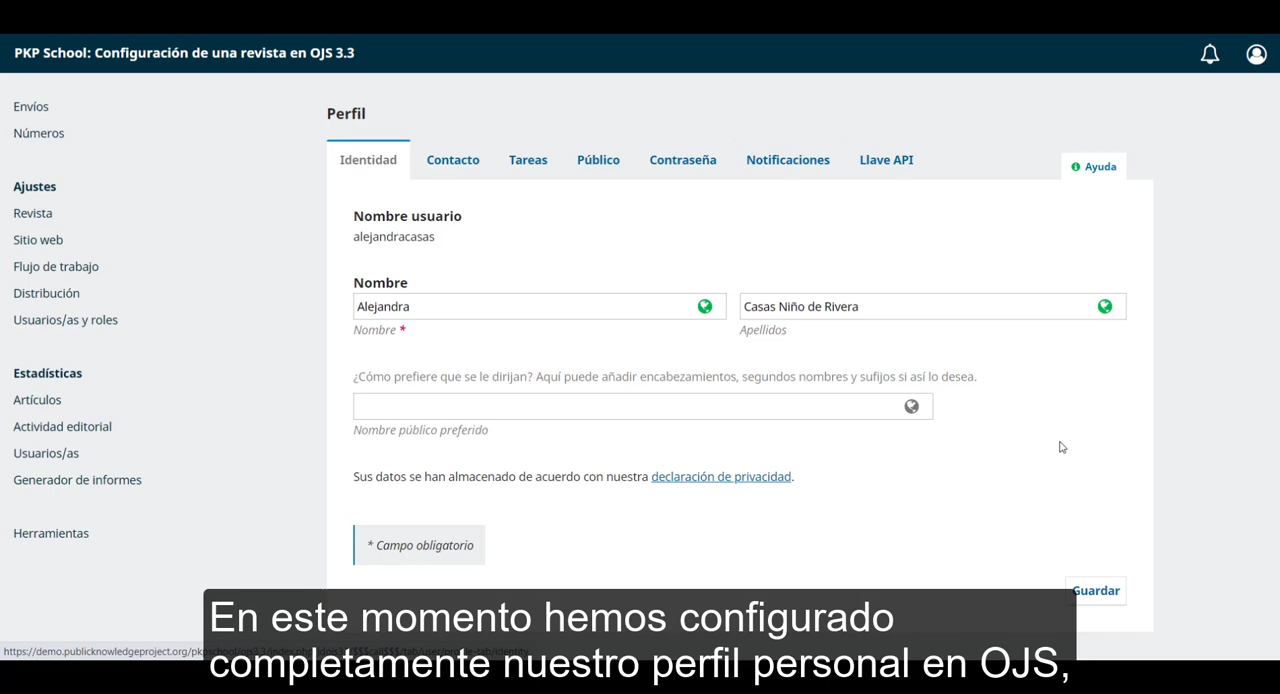 PKP School: Configuración de una revista en OJS 3.3
Envíos
Números
Ajustes
Revista
Sitio web
Flujo de trabajo
Distribución
Usuarios/as y roles
Estadísticas
Artículos
Actividad editorial
Usuarios/as
Generador de informes
Herramientas
Perfil
Identidad
Contacto
Tareas
Público
Contraseña
Notificaciones
Llave API
Ayuda
Nombre usuario
alejandracasas
Nombre
Alejandra
Casas Niño de Rivera
Nombre *
Apellidos
¿Cómo prefiere que se le dirijan? Aquí puede añadir encabezamientos, segundos nombres y sufijos si así lo desea.
Nombre público preferido
Sus datos se han almacenado de acuerdo con nuestra declaración de privacidad.
* Campo obligatorio
Guardar
En este momento hemos configurado
completamente nuestro perfil personal en OJS,